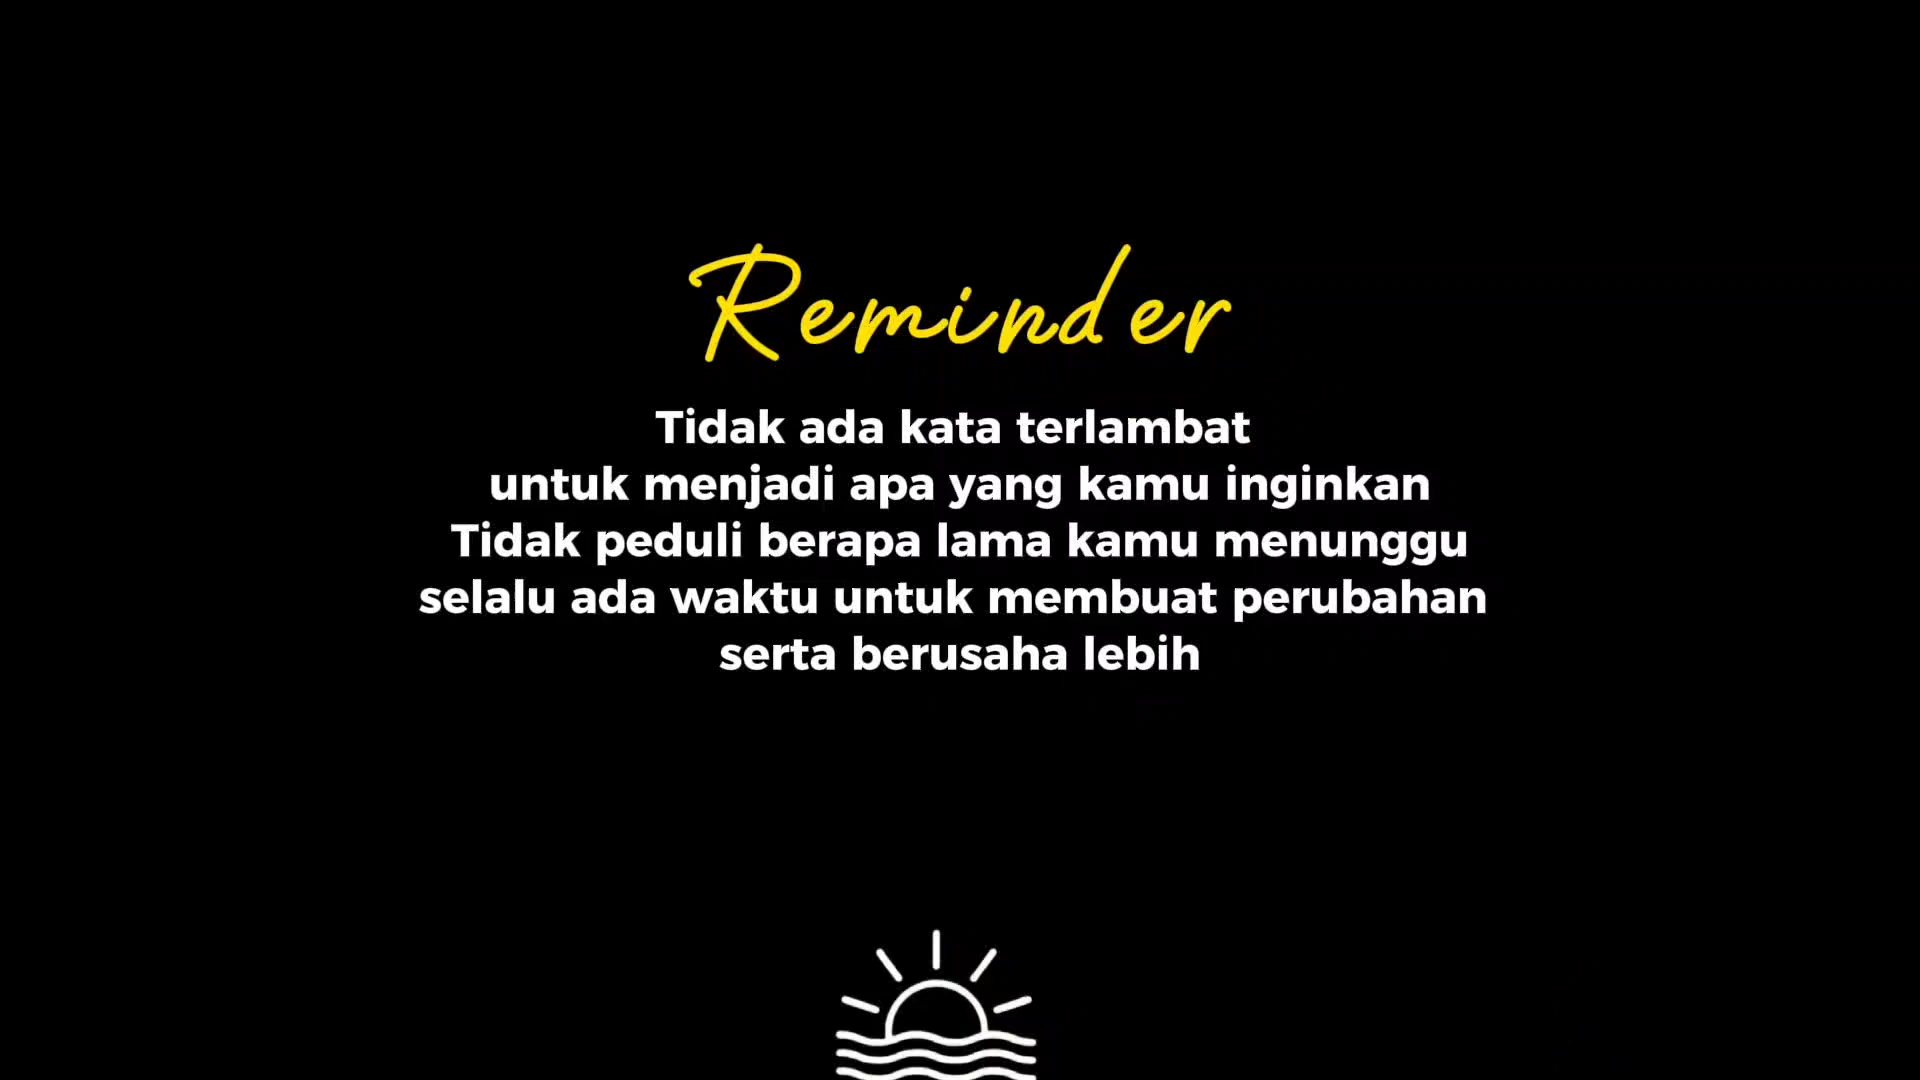 Reminder
Tidak ada kata terlambat
untuk menjadi apa yang kamu inginkan
Tidak peduli berapa lama kamu menunggu
selalu ada waktu untuk membuat perubahan
serta berusaha lebih